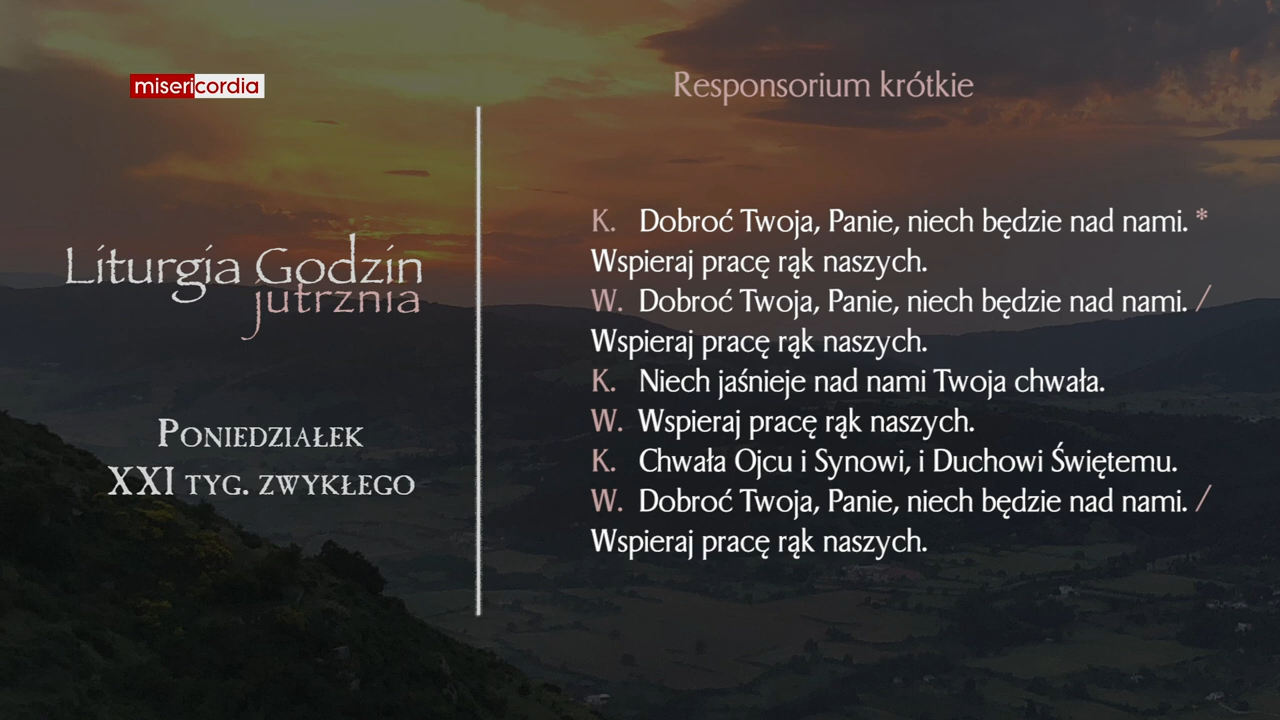 misericordia
Liturgia Godzin
jutrznia
Poniedziałek
XXI tyg. zwykłego
Responsorium krótkie
K. Dobroć Twoja, Panie, niech będzie nad nami. *
Wspieraj pracę rąk naszych.
W. Dobroć Twoja, Panie, niech będzie nad nami. /
Wspieraj pracę rąk naszych.
K. Niech jaśnieje nad nami Twoja chwała.
W. Wspieraj pracę rąk naszych.
K. Chwała Ojcu i Synowi, i Duchowi Świętemu.
W. Dobroć Twoja, Panie, niech będzie nad nami. /
Wspieraj pracę rąk naszych.